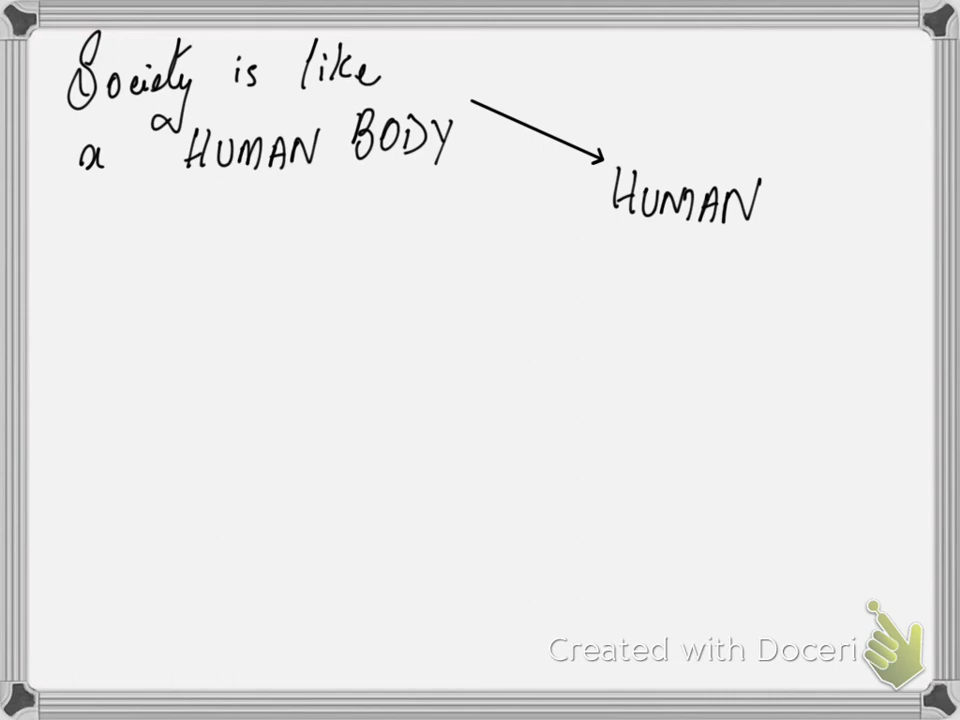 Society is like
a HUMAN BODY
HUMAN
Created with Doceri